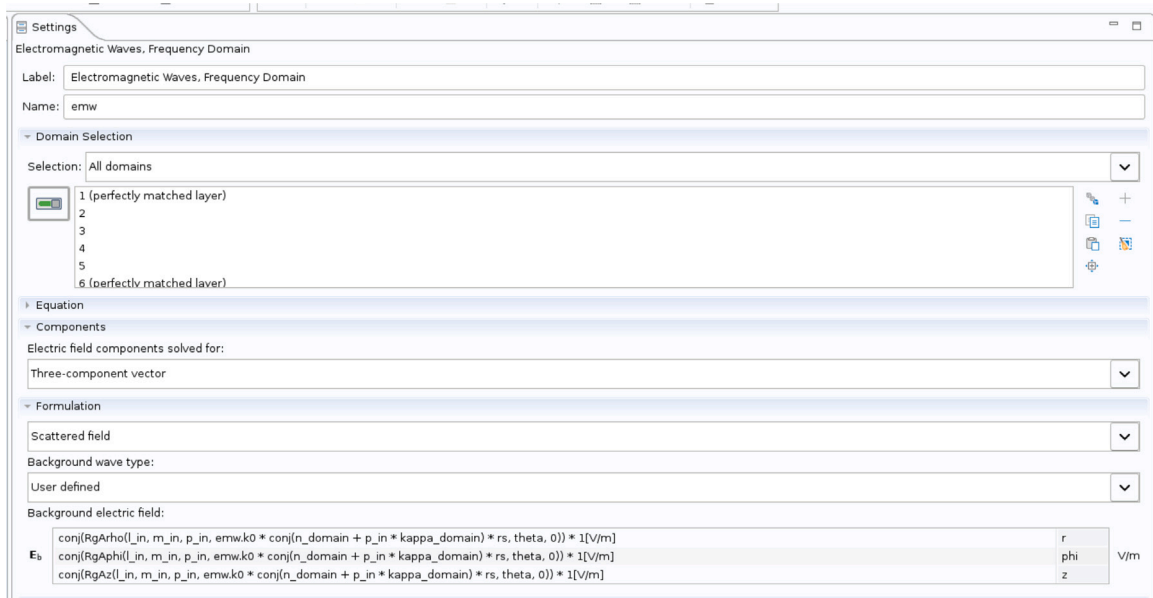 Settings
Electromagnetic Waves, Frequency Domain
Label: Electromagnetic Waves, Frequency Domain
Name: emw
Domain Selection
Selection: All domains
1 (perfectly matched layer)
2
3
4
5
6 (perfectly matched layer)
Equation
Components
Electric field components solved for:
Three-component vector
Formulation
Scattered field
Background wave type:
User defined
Background electric field:
conj(RgArho(l_in, m_in, p_in, emw.k0 * conj(n_domain + p_in * kappa_domain) * rs, theta, 0)) * 1[V/m] r
Eb conj(RgAphi(l_in, m_in, p_in, emw.k0 * conj(n_domain + p_in * kappa_domain) * rs, theta, 0)) * 1[V/m] phi V/m
conj(RgAz(l_in, m_in, p_in, emw.k0 * conj(n_domain + p_in * kappa_domain) * rs, theta, 0)) * 1[V/m] z